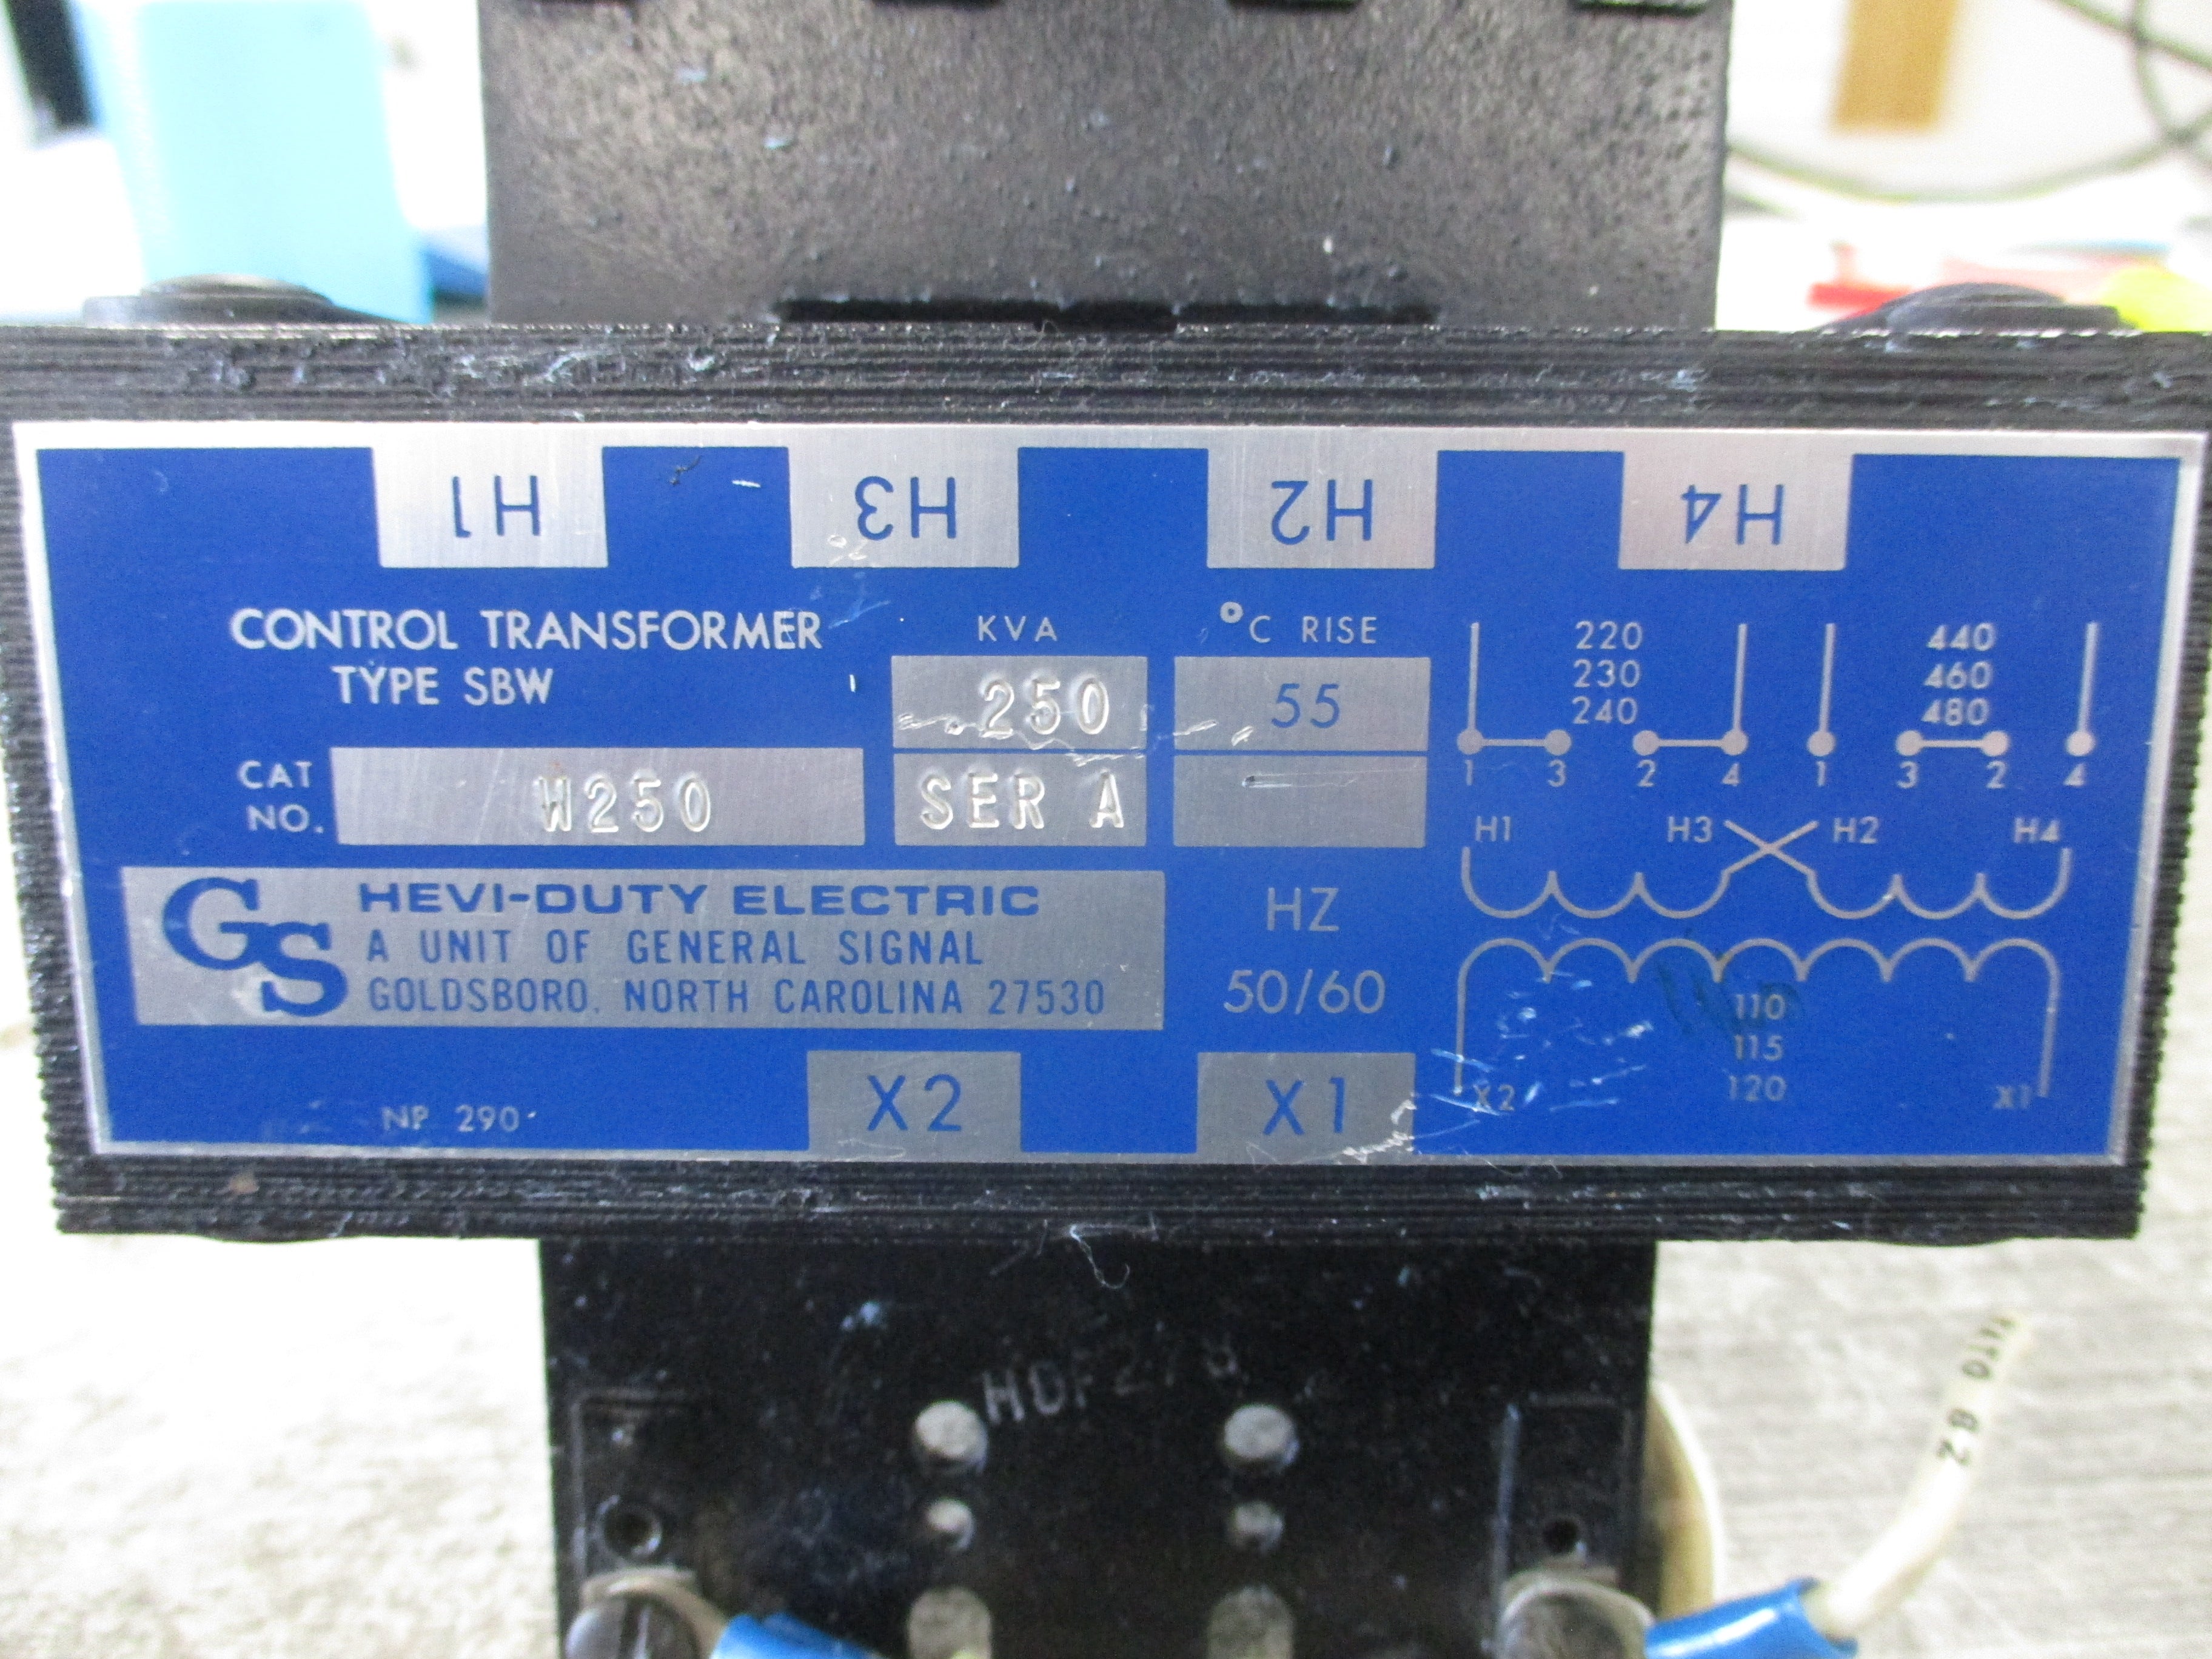 H1 H3 H2 H4
CONTROL TRANSFORMER
TYPE SBW
KVA
.250
°C RISE
55
CAT
NO.
W250
SER A
GS
HEVI-DUTY ELECTRIC
A UNIT OF GENERAL SIGNAL
GOLDSBORO, NORTH CAROLINA 27530
HZ
50/60
NP 290
X2 X1
220
230
240
440
460
480
1 3 2 4 1 3 2 4
H1 H3 H2 H4
110
115
120
X2 X1